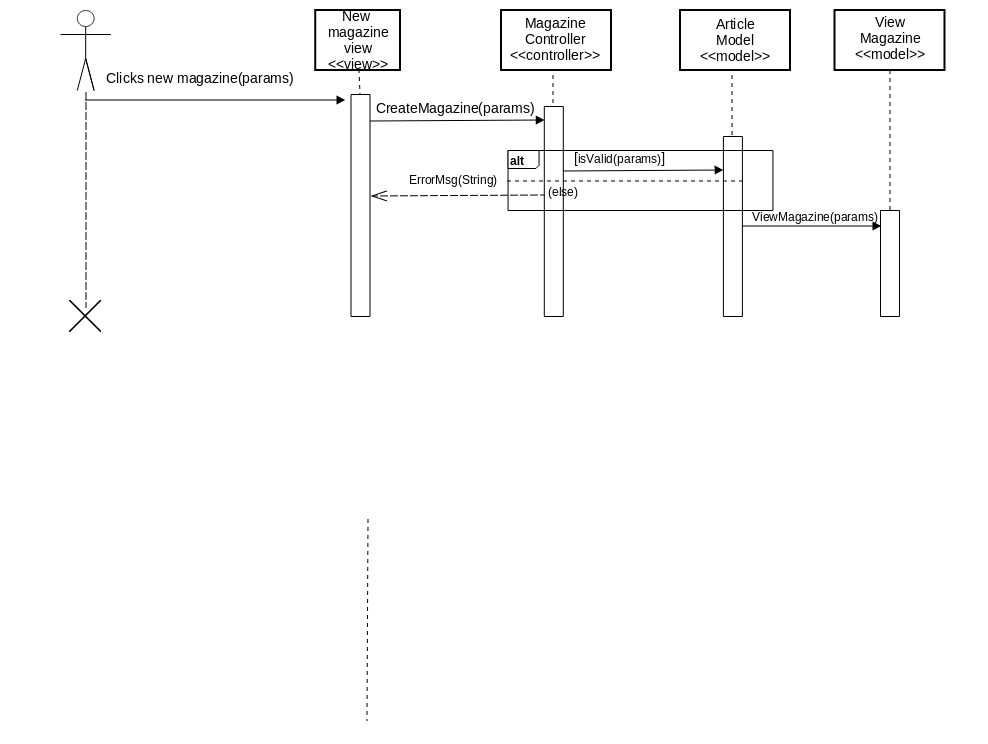 New
magazine
view
<<view>>
Magazine
Controller
<<controller>>
Article
Model
<<model>>
View
Magazine
<<model>>
Clicks new magazine(params)
CreateMagazine(params)
alt
[isValid(params)]
ErrorMsg(String)
(else)
ViewMagazine(params)